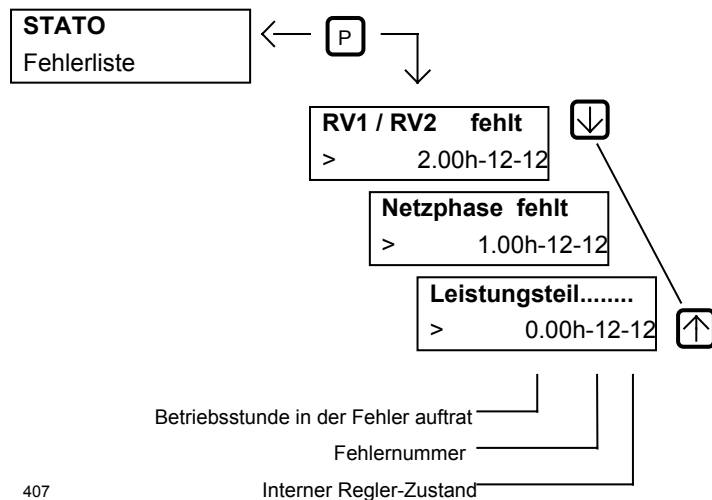 STATO
Fehlerliste
P
RV1 / RV2 fehlt
> 2.00h-12-12
Netzphase fehlt
> 1.00h-12-12
Leistungsteil........
> 0.00h-12-12
Betriebsstunde in der Fehler auftrat
Fehlernummer
407 Interner Regler-Zustand